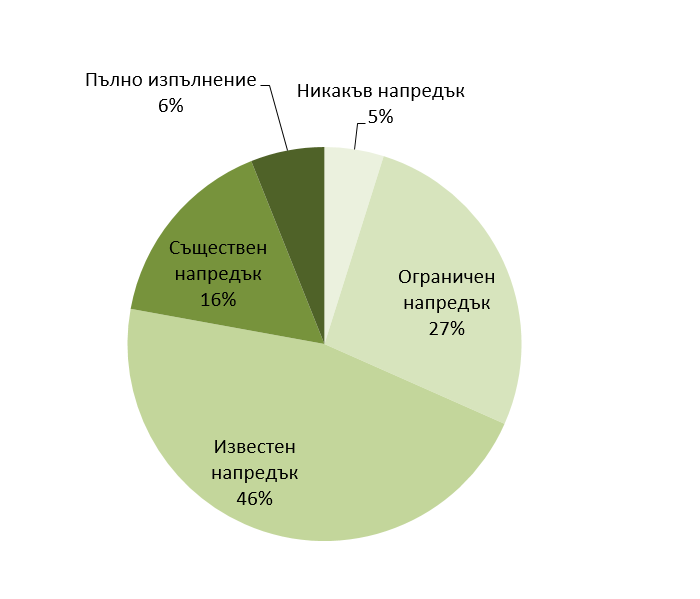 Пълно изпълнение
6%
Никакъв напредък
5%
Съществен
напредък
16%
Ограничен
напредък
27%
Известен
напредък
46%